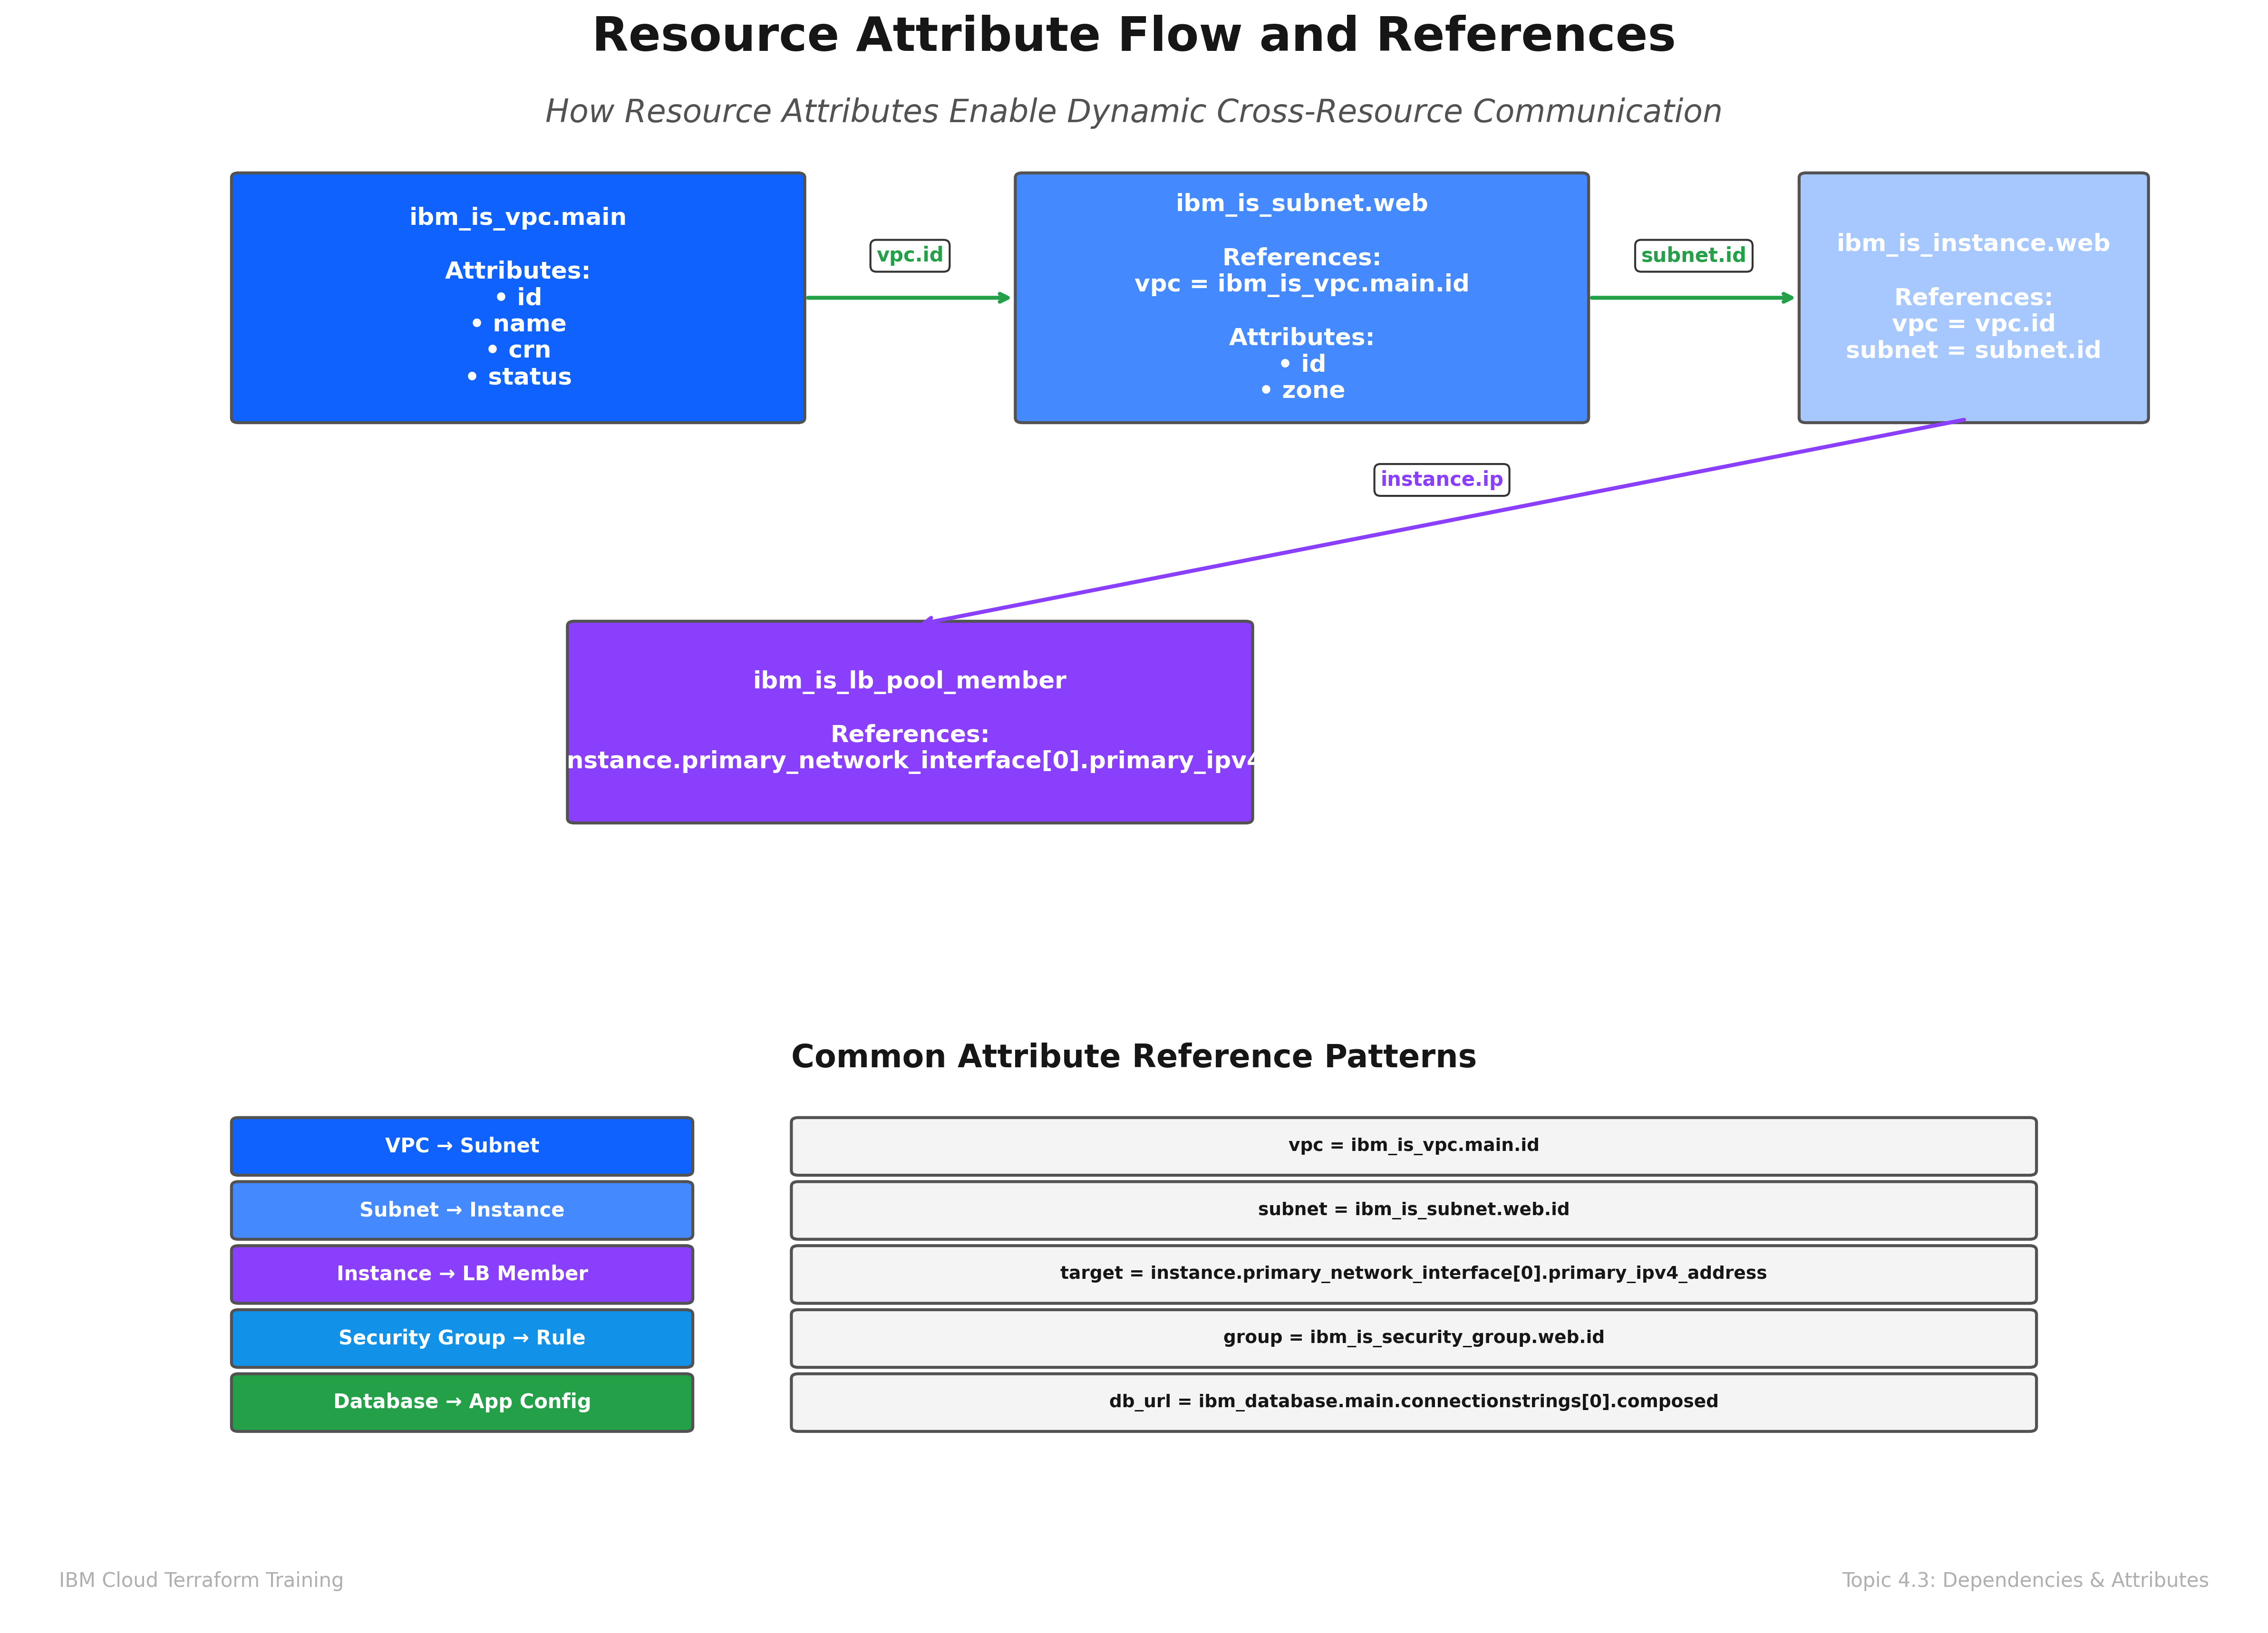 Resource Attribute Flow and References
How Resource Attributes Enable Dynamic Cross-Resource Communication
ibm_is_vpc.main
Attributes:
• id
• name
• crn
• status
vpc.id
ibm_is_subnet.web
References:
vpc = ibm_is_vpc.main.id
Attributes:
• id
• zone
subnet.id
ibm_is_instance.web
References:
vpc = vpc.id
subnet = subnet.id
instance.ip
ibm_is_lb_pool_member
References:
nstance.primary_network_interface[0].primary_ipv4
Common Attribute Reference Patterns
VPC → Subnet
vpc = ibm_is_vpc.main.id
Subnet → Instance
subnet = ibm_is_subnet.web.id
Instance → LB Member
target = instance.primary_network_interface[0].primary_ipv4_address
Security Group → Rule
group = ibm_is_security_group.web.id
Database → App Config
db_url = ibm_database.main.connectionstrings[0].composed
IBM Cloud Terraform Training
Topic 4.3: Dependencies & Attributes